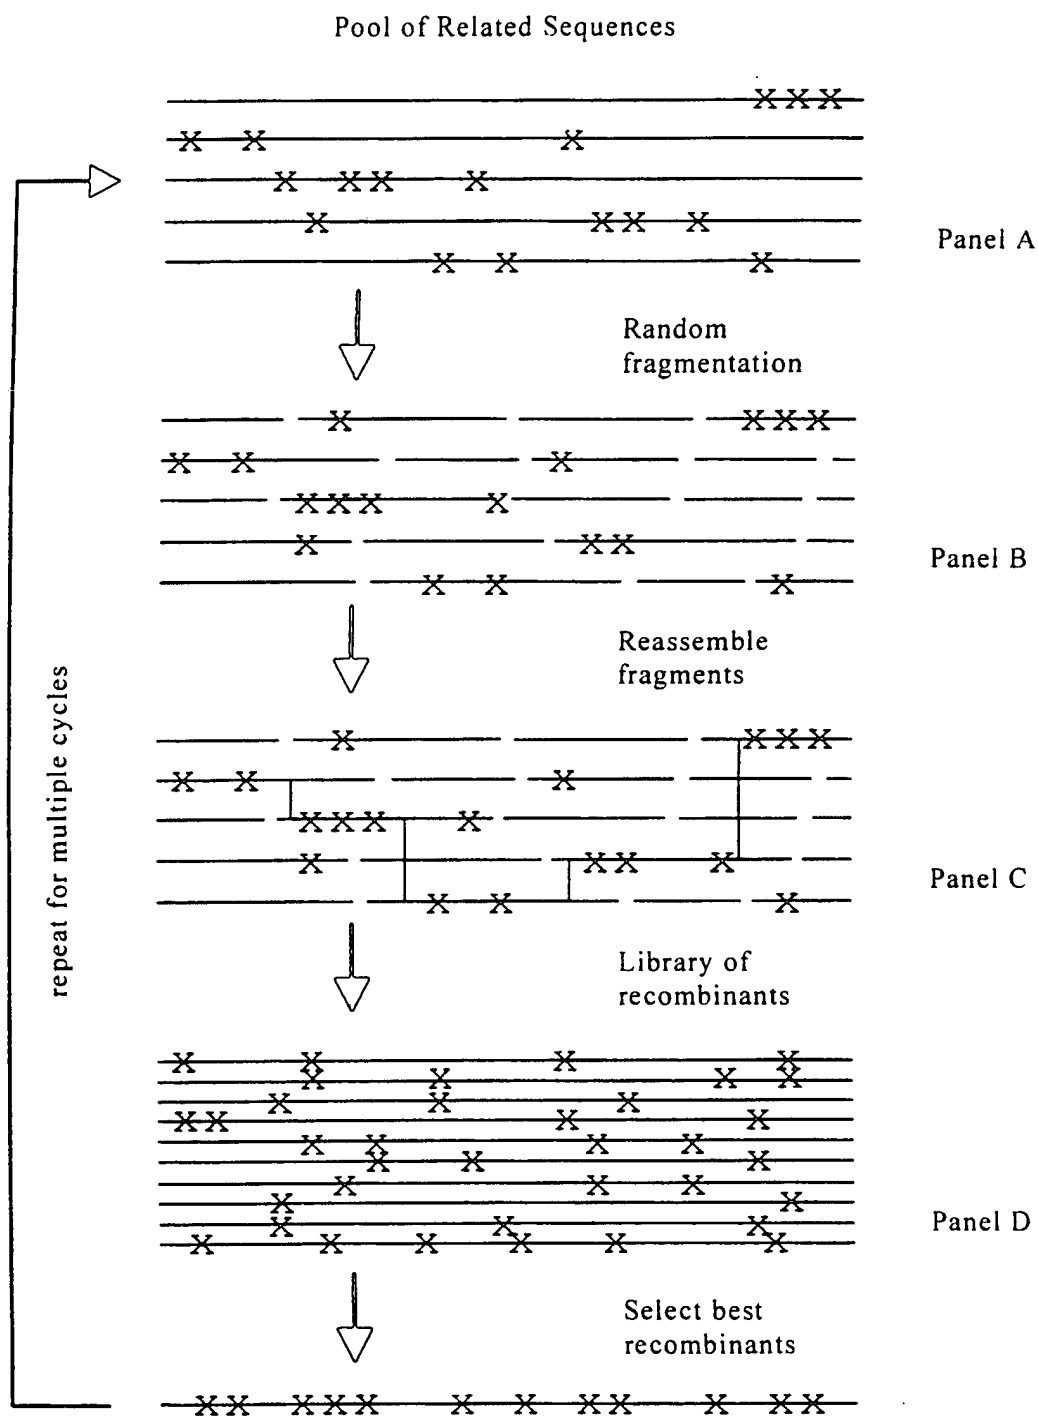 Pool of Related Sequences
Panel A
Random
fragmentation
Panel B
Reassemble
fragments
repeat for multiple cycles
Panel C
Library of
recombinants
Panel D
Select best
recombinants